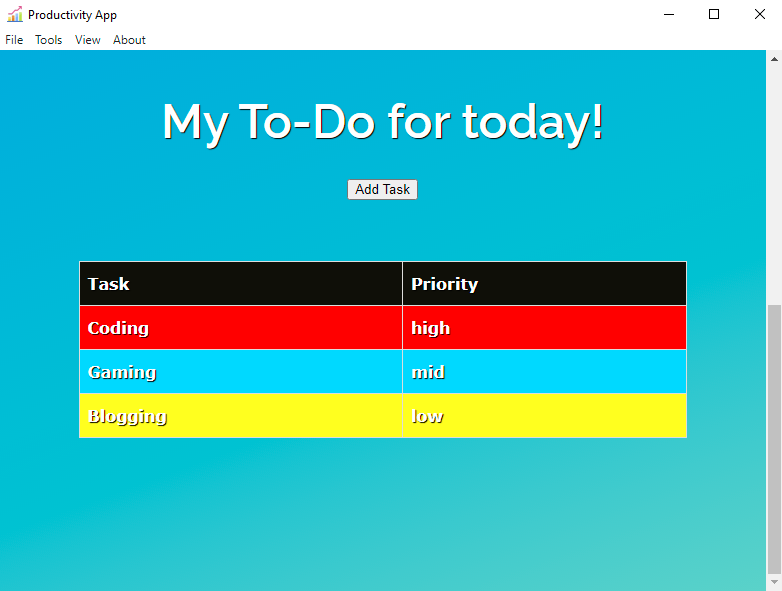 Productivity App
File Tools View About
My To-Do for today!
Add Task
Task Priority
Coding high
Gaming mid
Blogging low